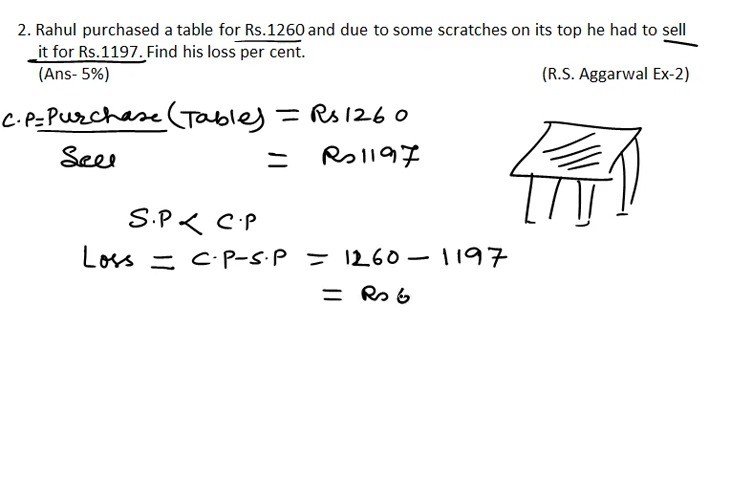 2. Rahul purchased a table for Rs.1260 and due to some scratches on its top he had to sell
it for Rs.1197. Find his loss per cent.
(Ans- 5%) (R.S. Aggarwal Ex-2)
C.P=Purchase (Table) = Rs 1260
Sell = Rs 1197
S.P < C.P
Loss = C.P-S.P = 1260 - 1197
= Rs 6